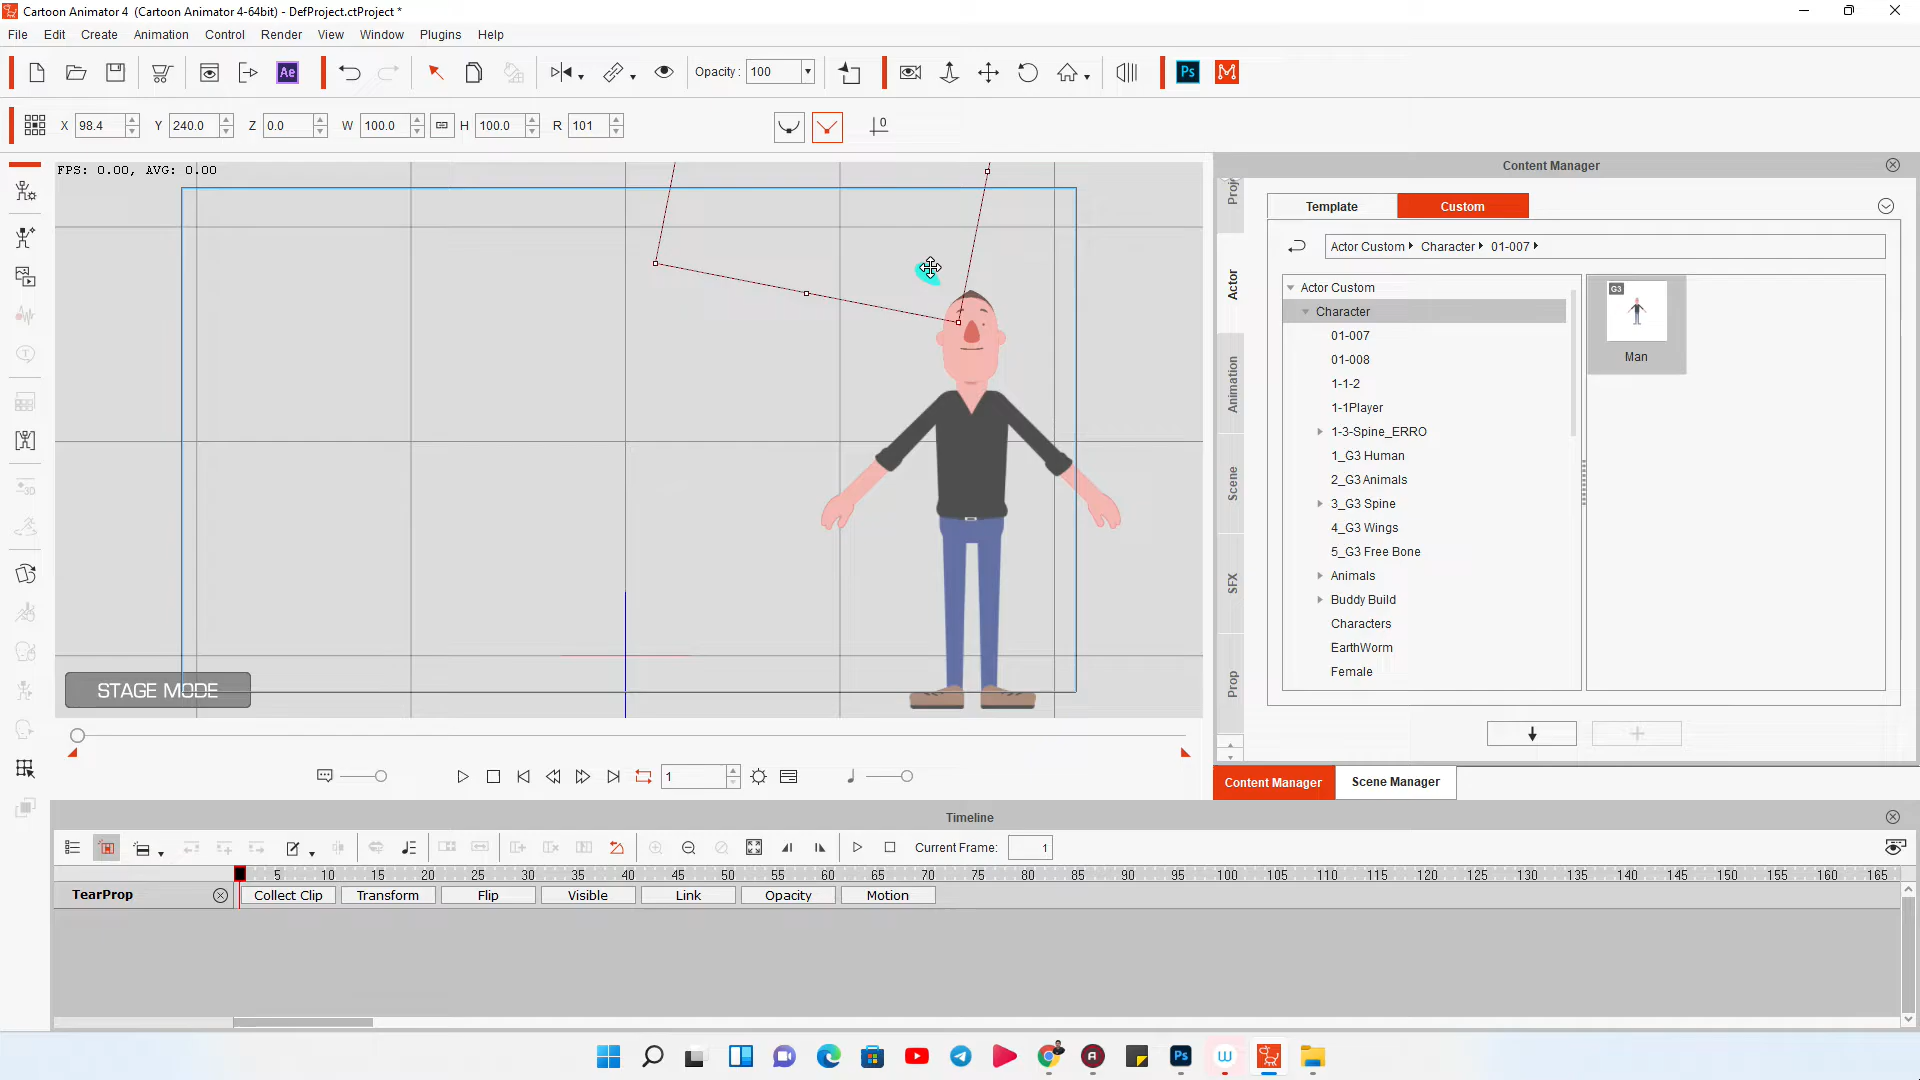 Cartoon Animator 4 (Cartoon Animator 4-64bit) - DefProject.ctProject *
File Edit Create Animation Control Render View Window Plugins Help
Ae Opacity : 100 Ps
X 98.4 Y 240.0 Z 0.0 W 100.0 H 100.0 R 101 0
FPS: 0.00, AVG: 0.00
STAGE MODE
1
Content Manager
Template Custom
Actor Custom Character 01-007
Proj
Actor
Animation
Scene
SFX
Prop
Actor Custom
Character
01-007
01-008
1-1-2
1-1Player
1-3-Spine_ERRO
1_G3 Human
2_G3 Animals
3_G3 Spine
4_G3 Wings
5_G3 Free Bone
Animals
Buddy Build
Characters
EarthWorm
Female
G3
Man
Content Manager Scene Manager
Timeline
Current Frame: 1
5 10 15 20 25 30 35 40 45 50 55 60 65 70 75 80 85 90 95 100 105 110 115 120 125 130 135 140 145 150 155 160 165
TearProp Collect Clip Transform Flip Visible Link Opacity Motion
Ps